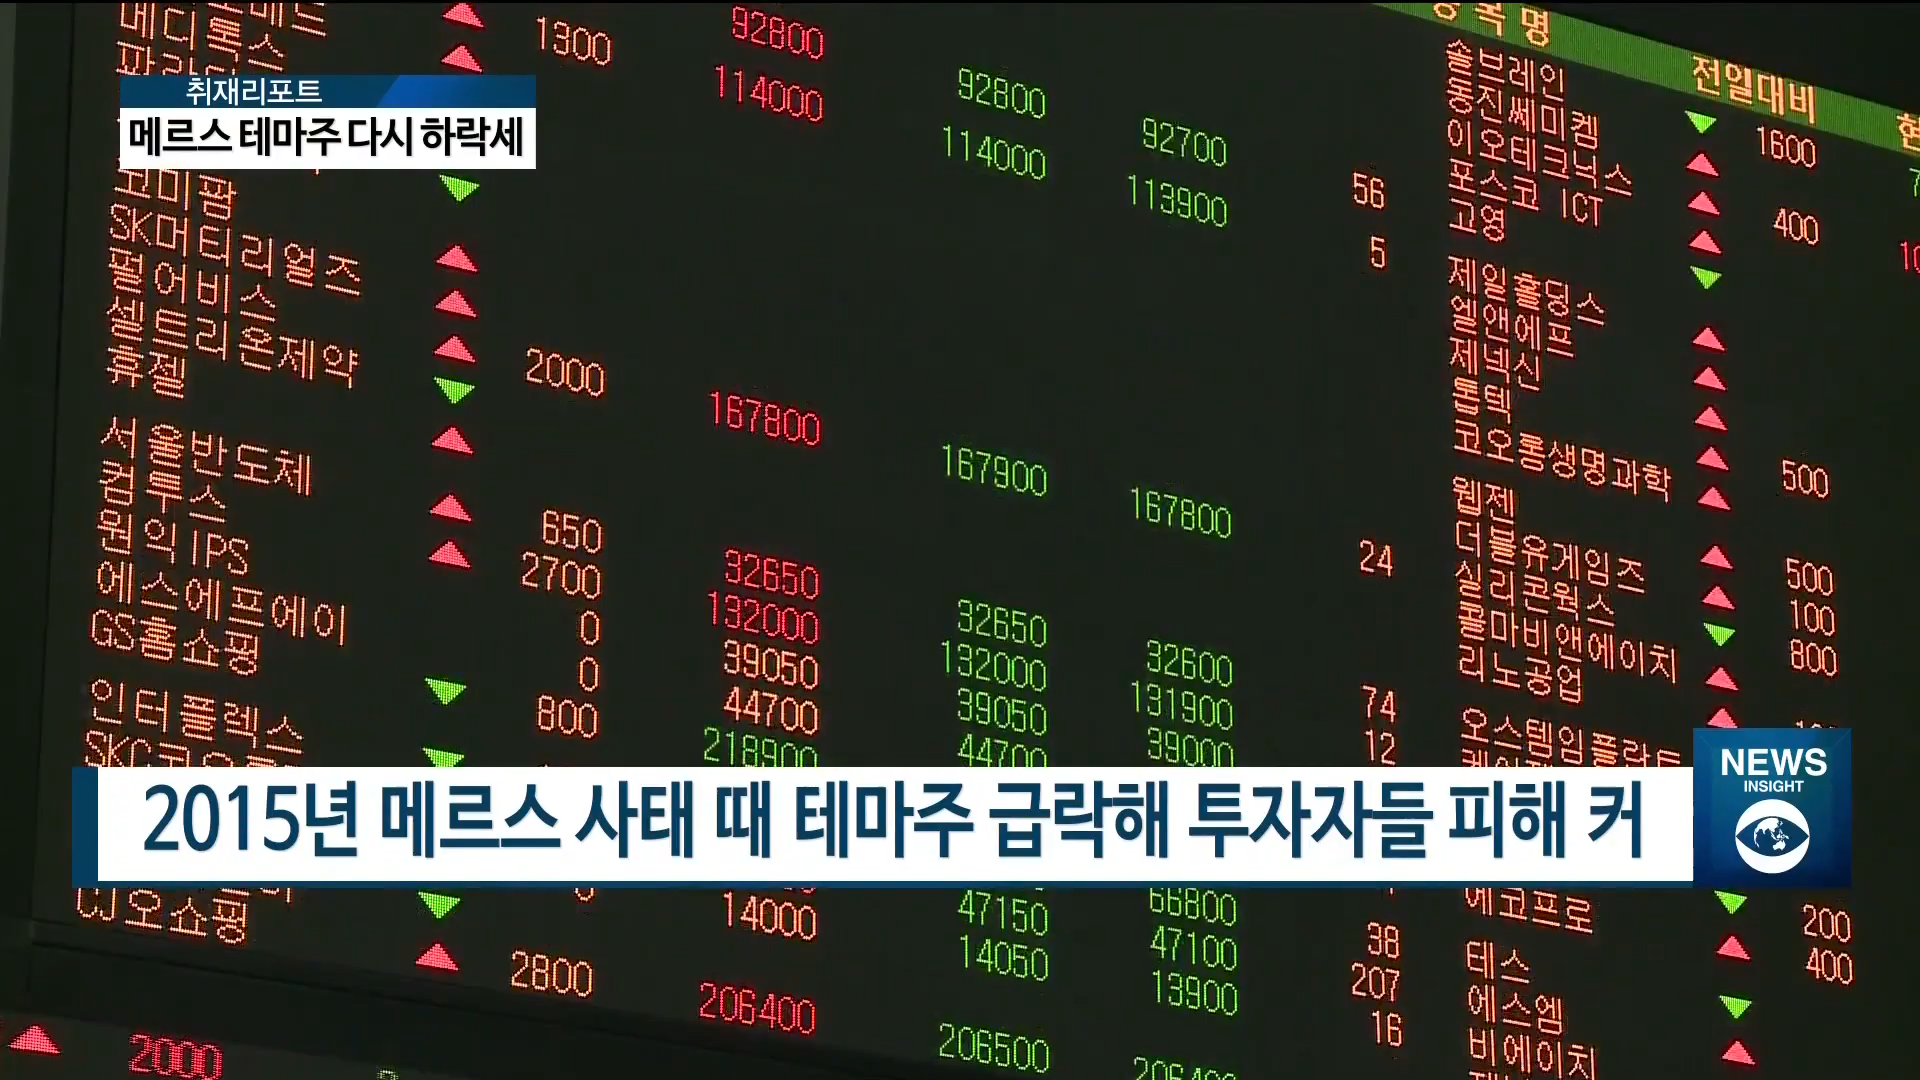 취재리포트
메르스 테마주 다시 하락세
메디톡스 1300 92800 92800 92700
114000 114000 113900 56
5
코미팜
SK머티리얼즈
펄어비스
셀트리온제약 2000 167800 167900 167800 24
휴젤
서울반도체 650 32650 32650 32600 74
컴투스 2700 132000 132000 131900 12
원익IPS 0 39050 39050 39000
에스에프에이 0 44700 44700
GS홈쇼핑 800 218900
인터플렉스
종목명 전일대비
솔브레인 1600
동진쎄미켐
이오테크닉스 400
포스코 ICT
고영
제일홀딩스
엘앤에프
제넥신
톱텍
코오롱생명과학 500
웹젠
더블유게임즈 500
실리콘웍스 100
콜마비앤에이치 800
리노공업
오스템임플란트
NEWS
INSIGHT
2015년 메르스 사태 때 테마주 급락해 투자자들 피해 커
CJ오쇼핑 2800 206400 206500
66800
47150 47100 38
14000 14050 13900 207
16
에코프로 200
테스 400
에스엠
비에이치
2000